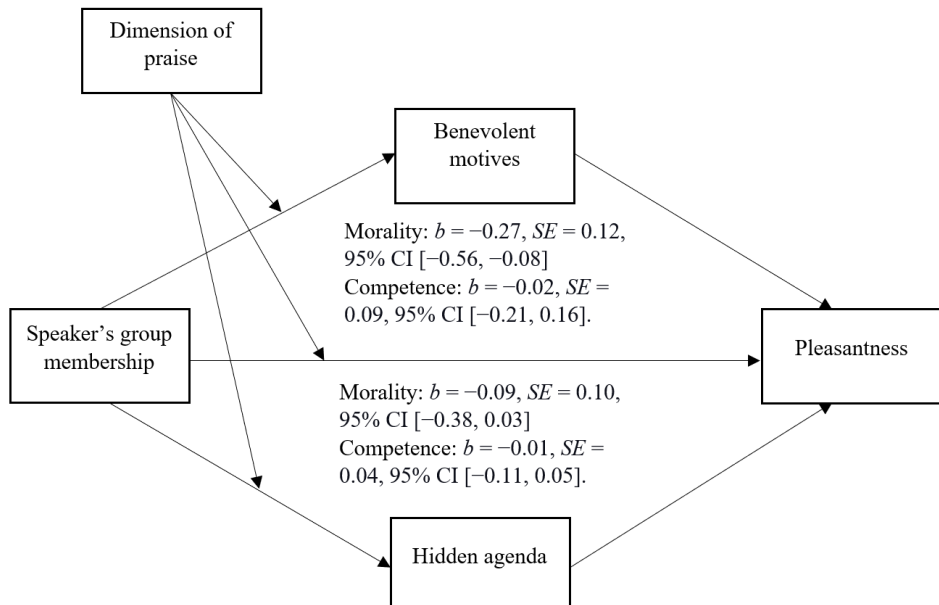 Dimension of
praise
Benevolent
motives
Morality: b = −0.27, SE = 0.12,
95% CI [−0.56, −0.08]
Competence: b = −0.02, SE =
0.09, 95% CI [−0.21, 0.16].
Speaker’s group
membership
Pleasantness
Morality: b = −0.09, SE = 0.10,
95% CI [−0.38, 0.03]
Competence: b = −0.01, SE =
0.04, 95% CI [−0.11, 0.05].
Hidden agenda